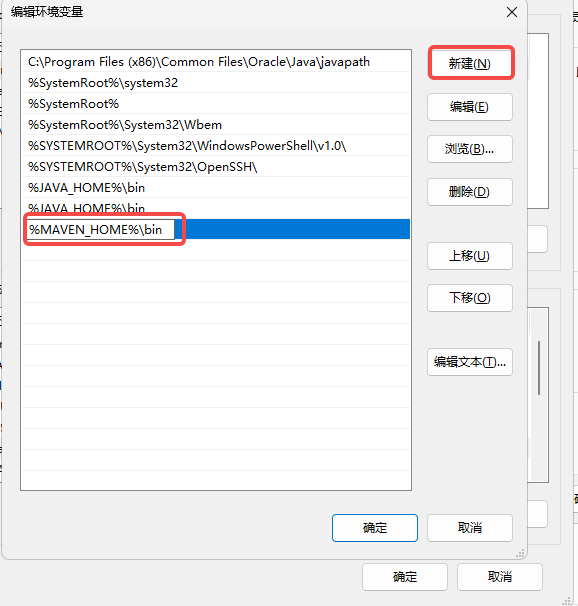 编辑环境变量
C:\Program Files (x86)\Common Files\Oracle\Java\javapath
%SystemRoot%\system32
%SystemRoot%
%SystemRoot%\System32\Wbem
%SYSTEMROOT%\System32\WindowsPowerShell\v1.0\
%SYSTEMROOT%\System32\OpenSSH\
%JAVA_HOME%\bin
%JAVA_HOME%\bin
%MAVEN_HOME%\bin
新建(N)
编辑(E)
浏览(B)...
删除(D)
上移(U)
下移(O)
编辑文本(T)...
确定
取消
确定
取消